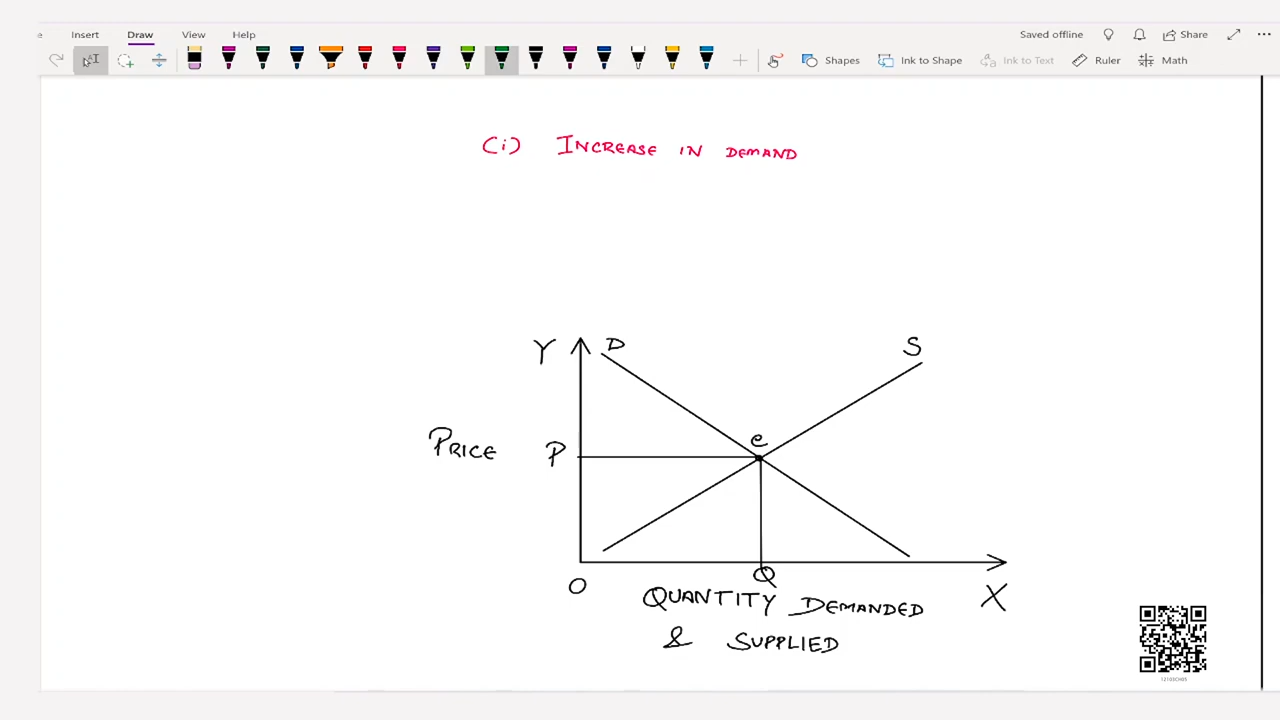 Insert Draw View Help Saved offline Share
Shapes Ink to Shape Ink to Text Ruler Math
(i) INCREASE IN DEMAND
Y D S
e
PRICE P
Q
O
QUANTITY DEMANDED X
& SUPPLIED
12103CH05